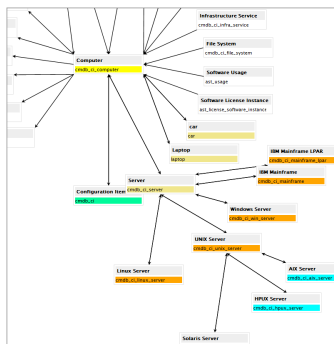 Infrastructure Service
cmdb_ci_infra_service
File System
cmdb_ci_file_system
Computer
cmdb_ci_computer
Software Usage
ast_usage
Software License Instance
ast_license_software_instanc
car
car
Laptop
laptop
IBM Mainframe LPAR
cmdb_ci_mainframe_lpar
IBM Mainframe
cmdb_ci_mainframe
Server
cmdb_ci_server
Configuration Item
cmdb_ci
Windows Server
cmdb_ci_win_server
UNIX Server
cmdb_ci_unix_server
Linux Server
cmdb_ci_linux_server
AIX Server
cmdb_ci_aix_server
HPUX Server
cmdb_ci_hpux_server
Solaris Server